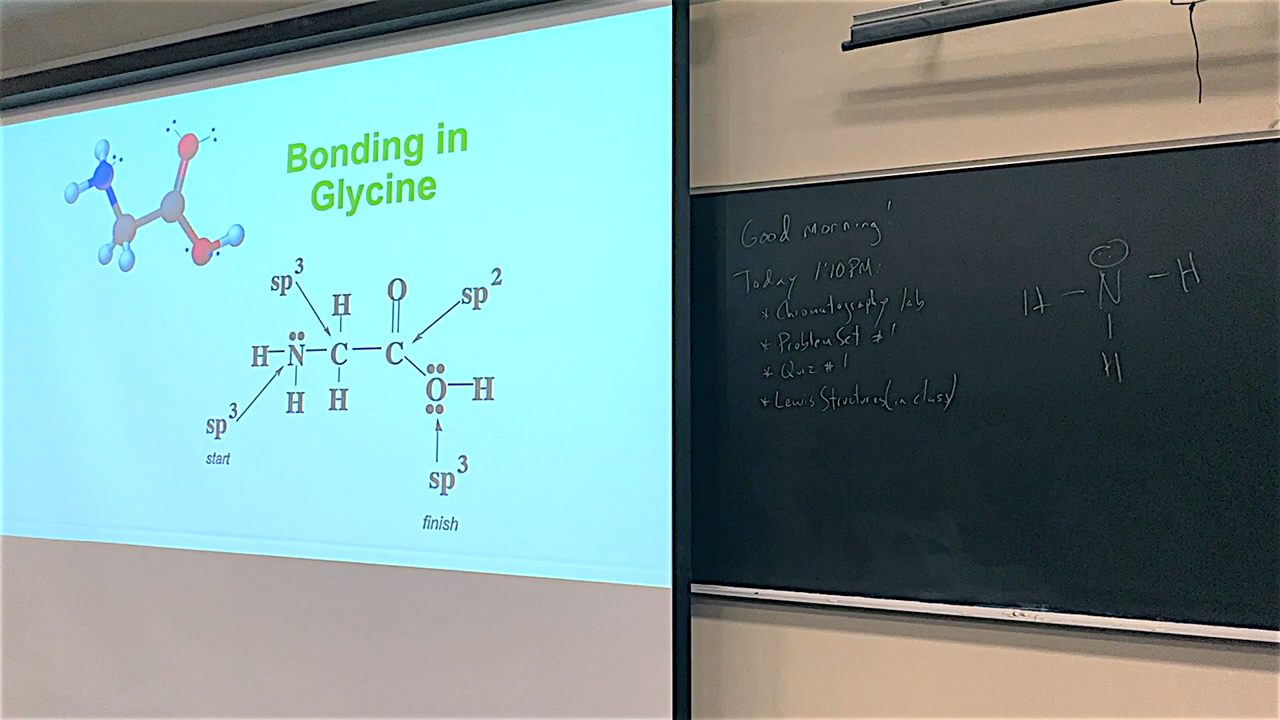 Bonding in
Glycine
sp3
H
O
sp2
H–N̈–C–C
Ö–H
H H
sp3
start
sp3
finish
Good morning!
Today 1:10PM:
* Chromatography lab
* Problem Set #1
* Quiz #1
* Lewis Structures (in class)
H–N̈–H
H